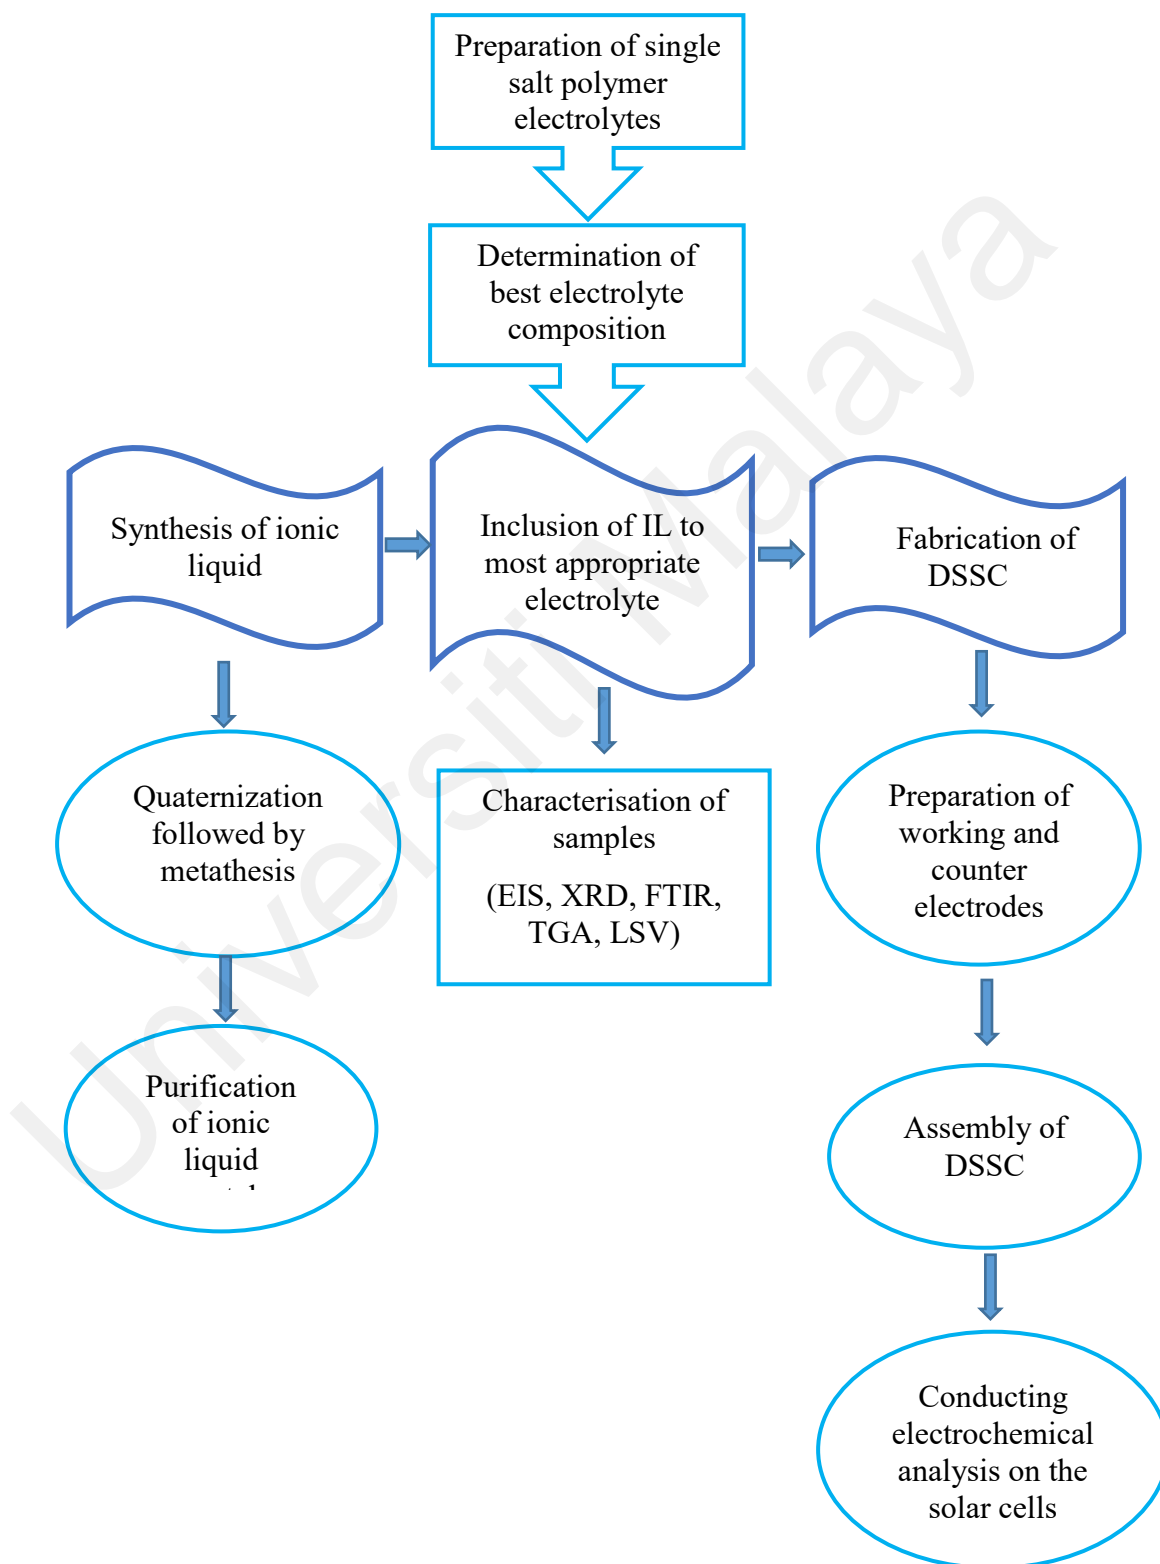 Preparation of single
salt polymer
electrolytes
Determination of
best electrolyte
composition
Synthesis of ionic
liquid
Inclusion of IL to
most appropriate
electrolyte
Fabrication of
DSSC
Quaternization
followed by
metathesis
Characterisation of
samples
(EIS, XRD, FTIR,
TGA, LSV)
Preparation of
working and
counter
electrodes
Purification
of ionic
liquid
Assembly of
DSSC
Conducting
electrochemical
analysis on the
solar cells
Universiti Malaya